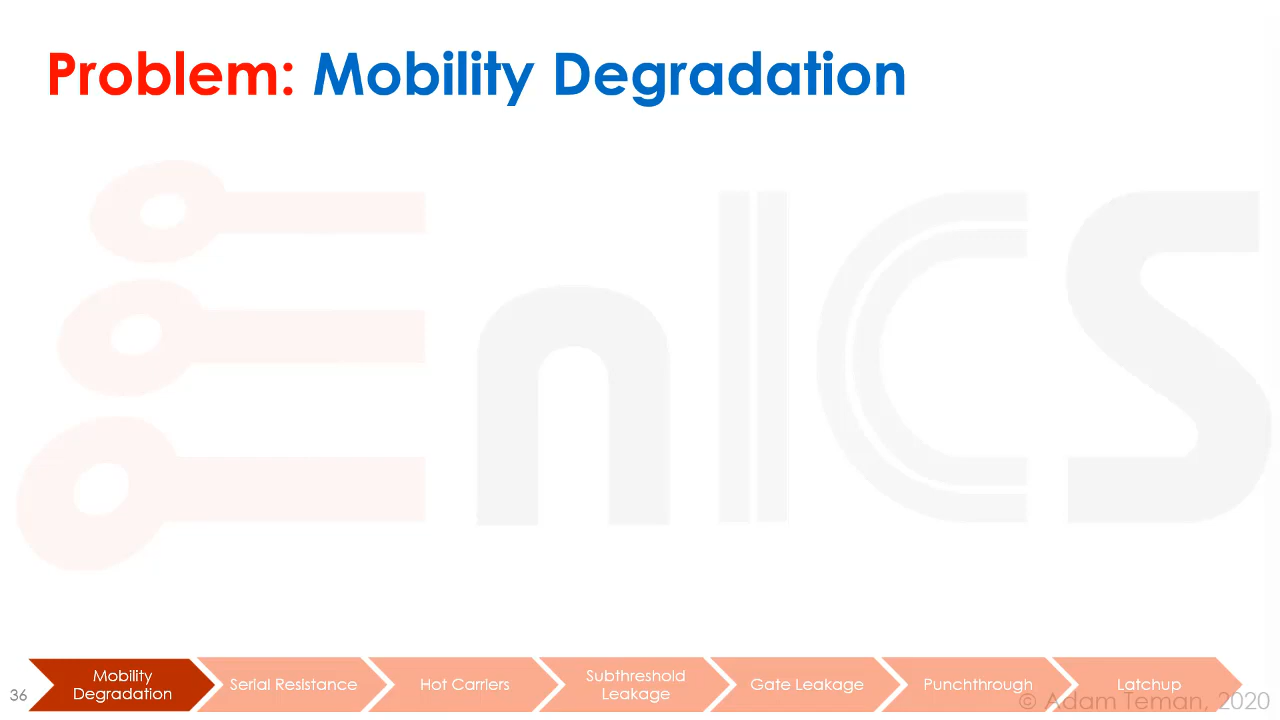 Problem: Mobility Degradation
EnICS
36
Mobility
Degradation
Serial Resistance
Hot Carriers
Subthreshold
Leakage
Gate Leakage
Punchthrough
Latchup
© Adam Teman, 2020